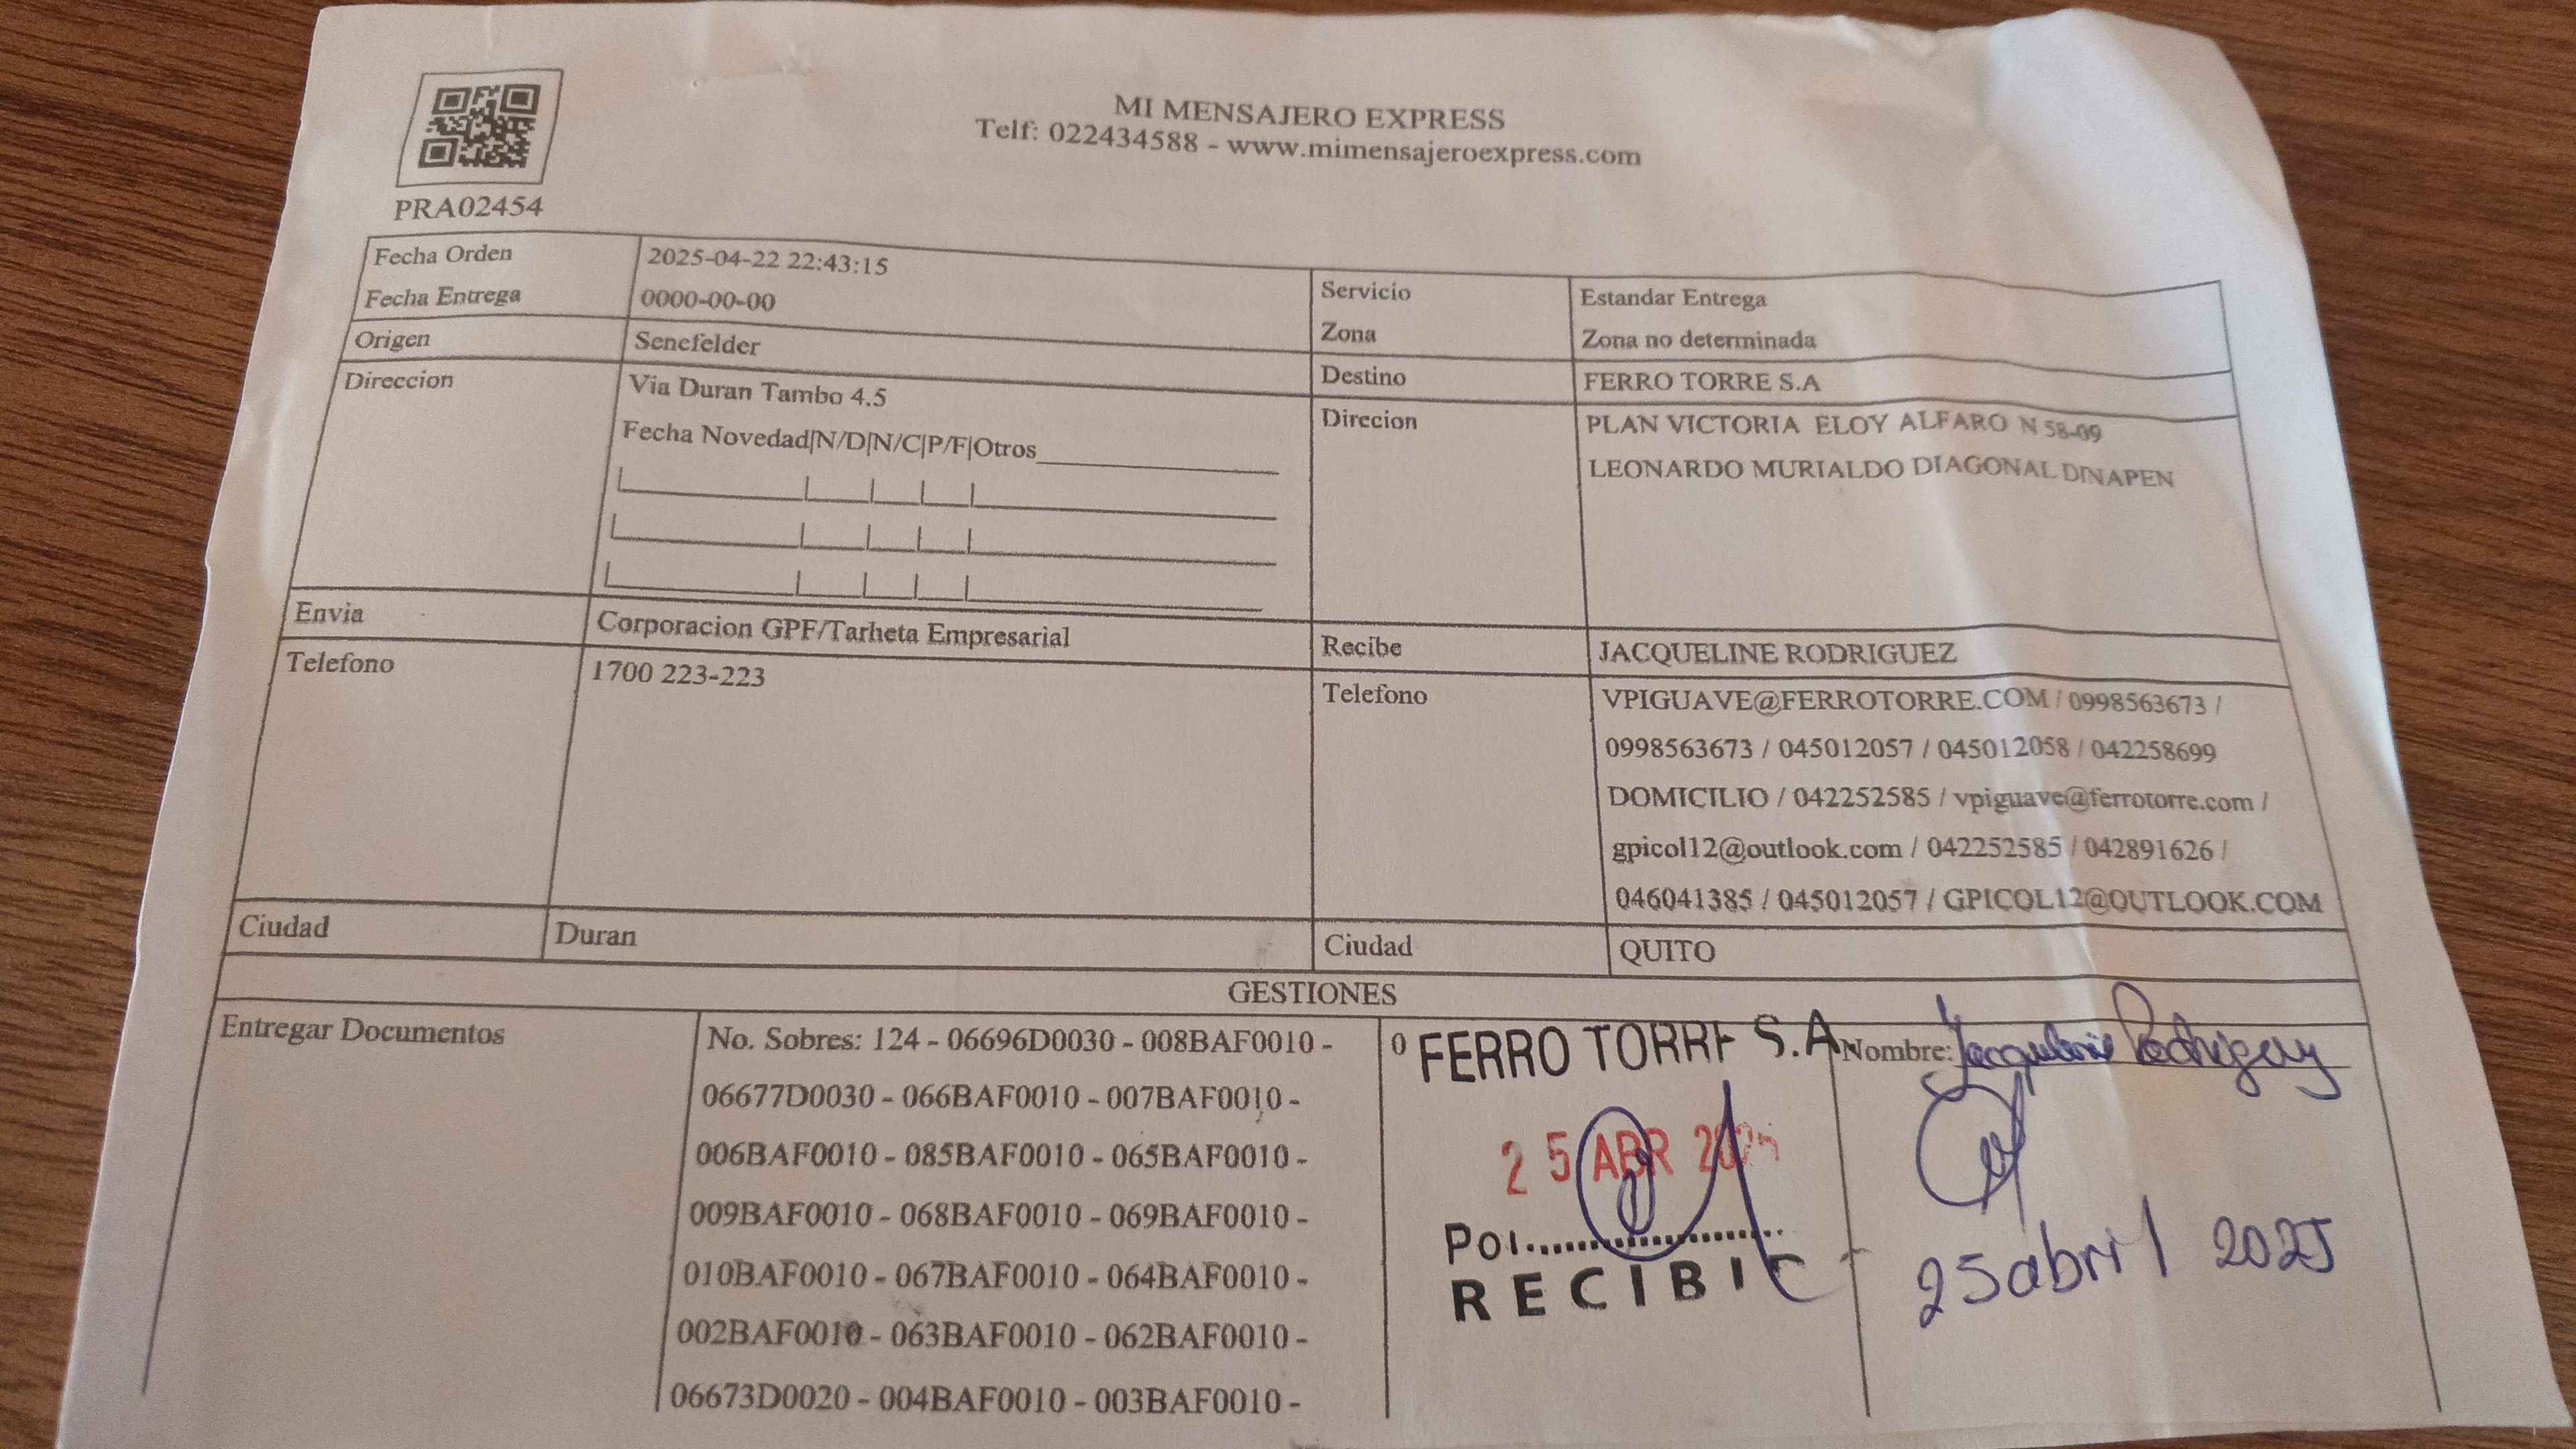 MI MENSAJERO EXPRESS
Telf: 022434588 - www.mimensajeroexpress.com
PRA02454
Fecha Orden 2025-04-22 22:43:15
Fecha Entrega 0000-00-00
Servicio Estandar Entrega
Zona Zona no determinada
Origen Senefelder
Destino FERRO TORRE S.A
Direccion Via Duran Tambo 4.5
Fecha Novedad|N/D|N/C|P/F|Otros
Direcion PLAN VICTORIA ELOY ALFARO N 58-09
LEONARDO MURIALDO DIAGONAL DINAPEN
Envia Corporacion GPF/Tarheta Empresarial
Recibe JACQUELINE RODRIGUEZ
Telefono 1700 223-223
Telefono VPIGUAVE@FERROTORRE.COM / 0998563673 /
0998563673 / 045012057 / 045012058 / 042258699
DOMICILIO / 042252585 / vpiguave@ferrotorre.com /
gpicol12@outlook.com / 042252585 / 042891626 /
046041385 / 045012057 / GPICOL12@OUTLOOK.COM
Ciudad Duran
Ciudad QUITO
GESTIONES
Entregar Documentos
No. Sobres: 124 - 06696D0030 - 008BAF0010 -
06677D0030 - 066BAF0010 - 007BAF0010 -
006BAF0010 - 085BAF0010 - 065BAF0010 -
009BAF0010 - 068BAF0010 - 069BAF0010 -
010BAF0010 - 067BAF0010 - 064BAF0010 -
002BAF0010 - 063BAF0010 - 062BAF0010 -
06673D0020 - 004BAF0010 - 003BAF0010 -
0
FERRO TORRE S.A.
25 ABR 2025
Por
RECIBI
Nombre: Jacqueline Rodriguez
25 abril 2025